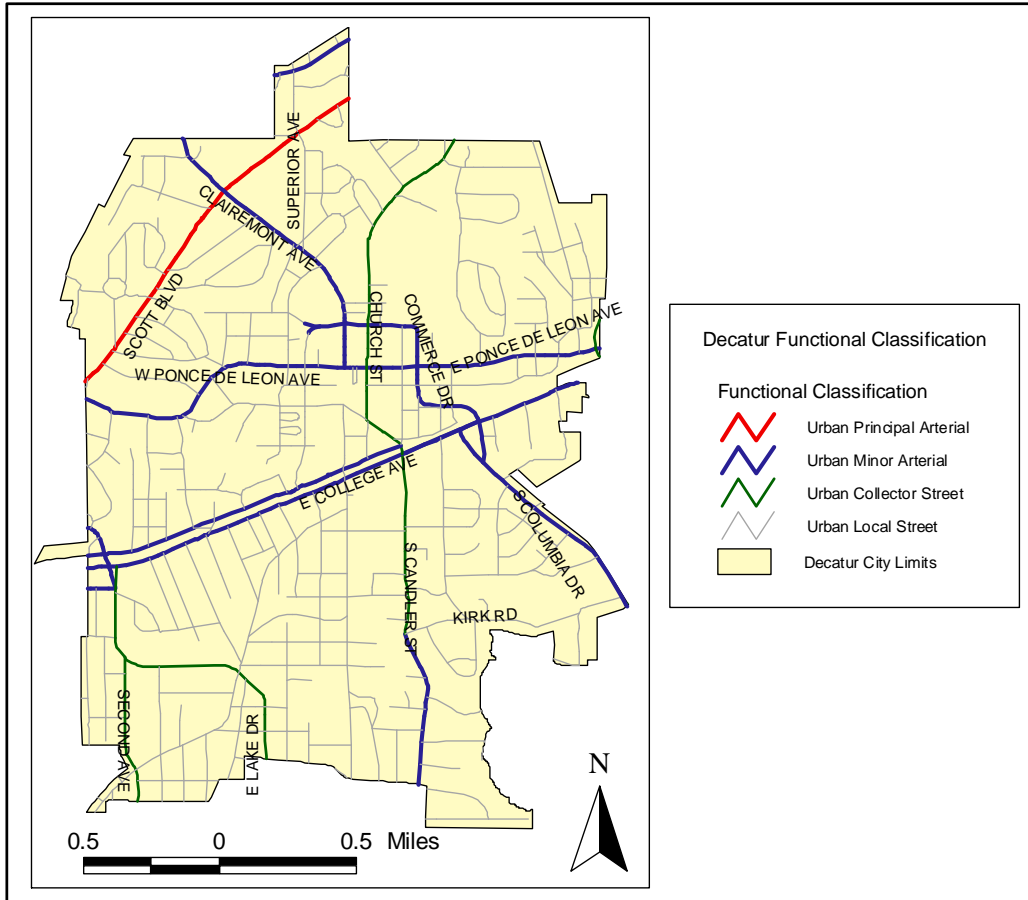 SUPERIOR AVE
CLAIREMONT AVE
SCOTT BLVD
CHURCH ST
COMMERCE DR
E PONCE DE LEON AVE
W PONCE DE LEON AVE
E COLLEGE AVE
S COLUMBIA DR
S CANDLER ST
KIRK RD
SECOND AVE
E LAKE DR
N
0.5 0 0.5 Miles
Decatur Functional Classification
Functional Classification
Urban Principal Arterial
Urban Minor Arterial
Urban Collector Street
Urban Local Street
Decatur City Limits